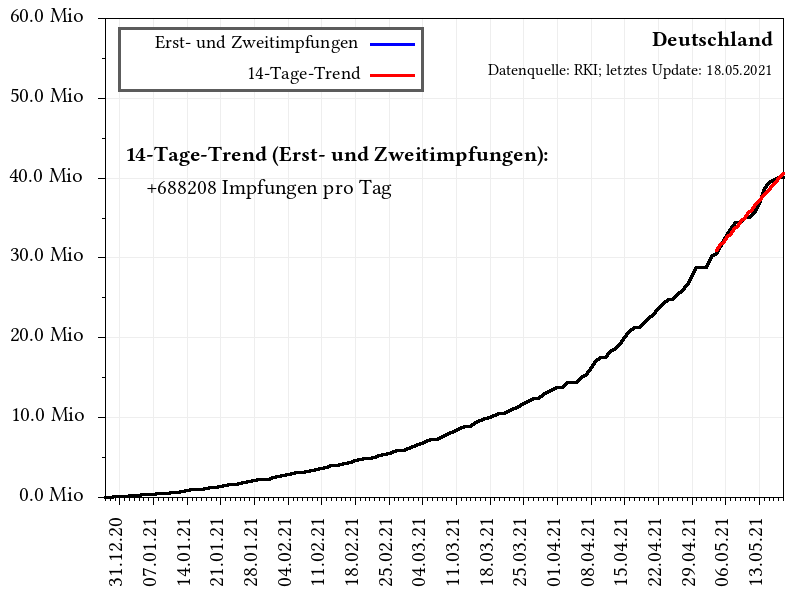 60.0 Mio
50.0 Mio
40.0 Mio
30.0 Mio
20.0 Mio
10.0 Mio
0.0 Mio
Erst- und Zweitimpfungen
14-Tage-Trend
Deutschland
Datenquelle: RKI; letztes Update: 18.05.2021
14-Tage-Trend (Erst- und Zweitimpfungen):
+688208 Impfungen pro Tag
31.12.20
07.01.21
14.01.21
21.01.21
28.01.21
04.02.21
11.02.21
18.02.21
25.02.21
04.03.21
11.03.21
18.03.21
25.03.21
01.04.21
08.04.21
15.04.21
22.04.21
29.04.21
06.05.21
13.05.21